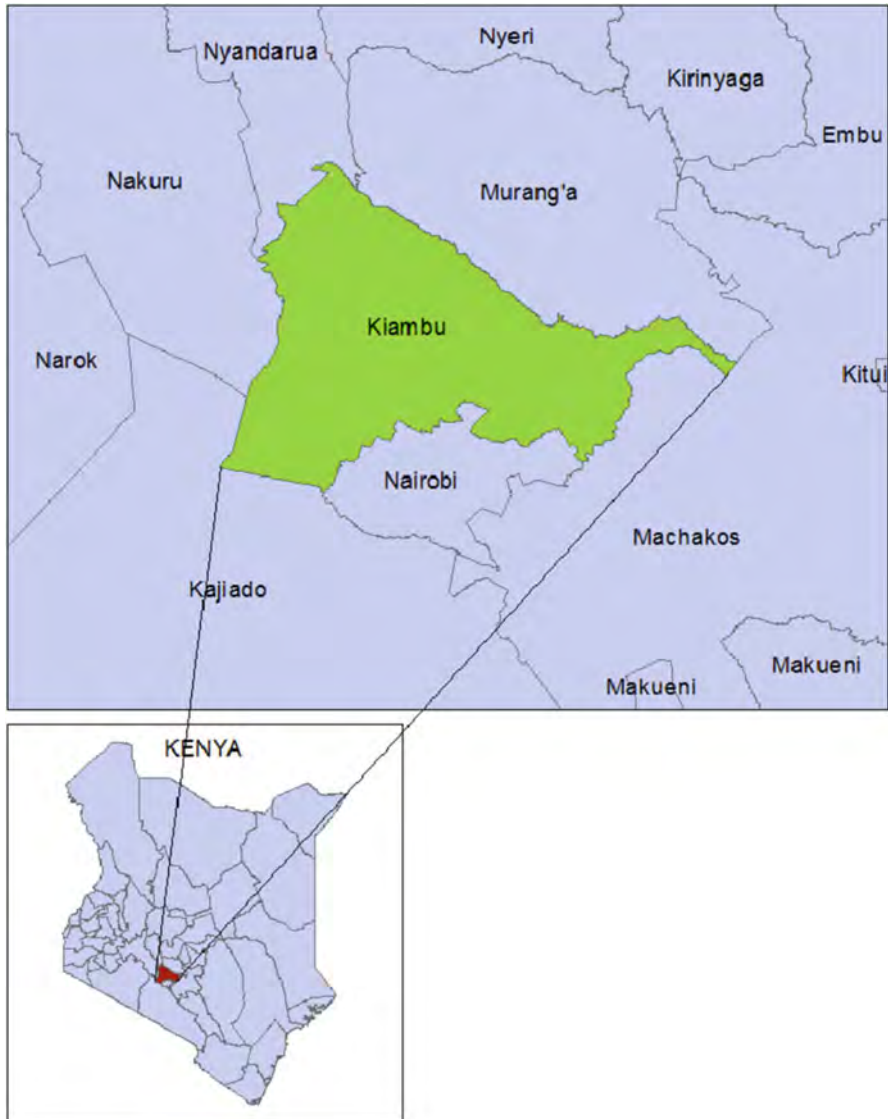 Nyandarua
Nyeri
Kirinyaga
Embu
Nakuru
Murang'a
Kiambu
Narok
Kitui
Nairobi
Machakos
Kajiado
Makueni
Makueni
KENYA